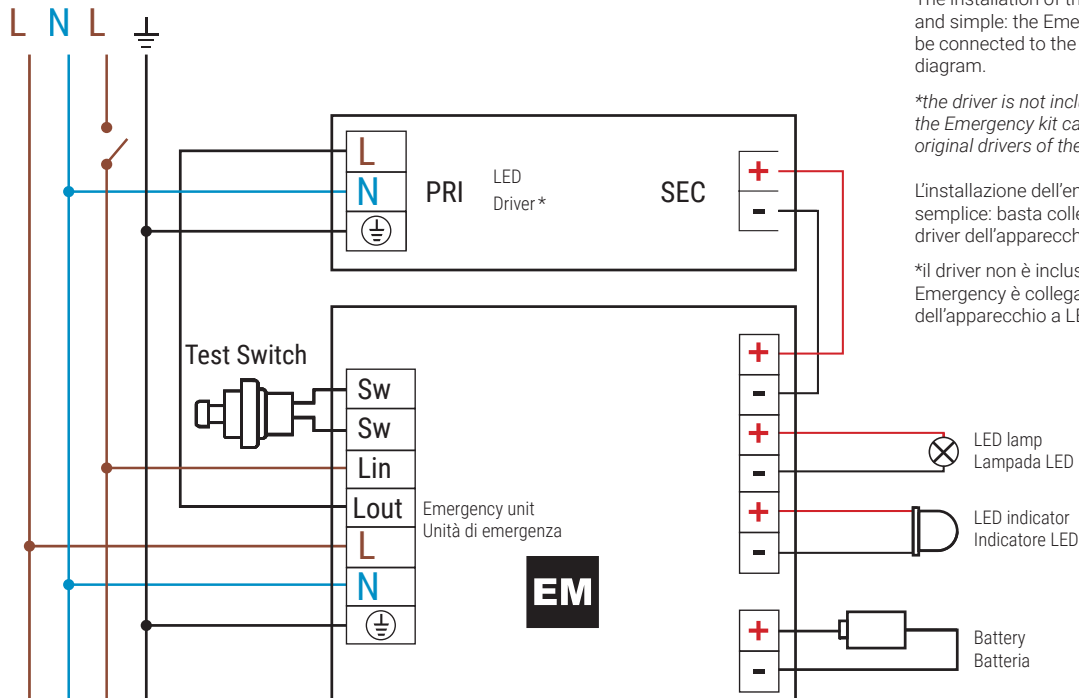 L N L
The installation of th
and simple: the Eme
be connected to the
diagram.
*the driver is not incl
the Emergency kit ca
original drivers of the
L'installazione dell'en
semplice: basta colle
driver dell'apparecch
*il driver non è inclus
Emergency è collega
dell'apparecchio a LE
L
N
PRI
LED
Driver *
SEC
+
-
Test Switch
Sw
Sw
Lin
Lout
L
N
Emergency unit
Unità di emergenza
EM
+
-
+
-
+
-
+
-
LED lamp
Lampada LED
LED indicator
Indicatore LED
Battery
Batteria